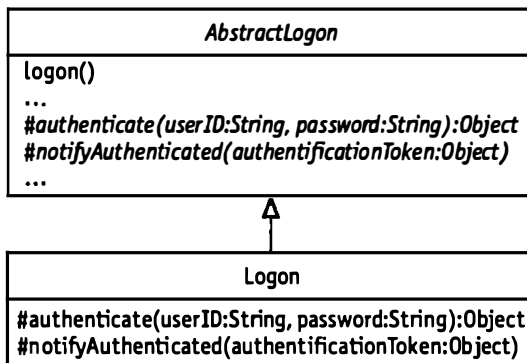 AbstractLogon
logon()
...
#authenticate(userID:String, password:String):Object
#notifyAuthenticated(authentificationToken:Object)
...
Logon
#authenticate(userID:String, password:String):Object
#notifyAuthenticated(authentificationToken:Object)